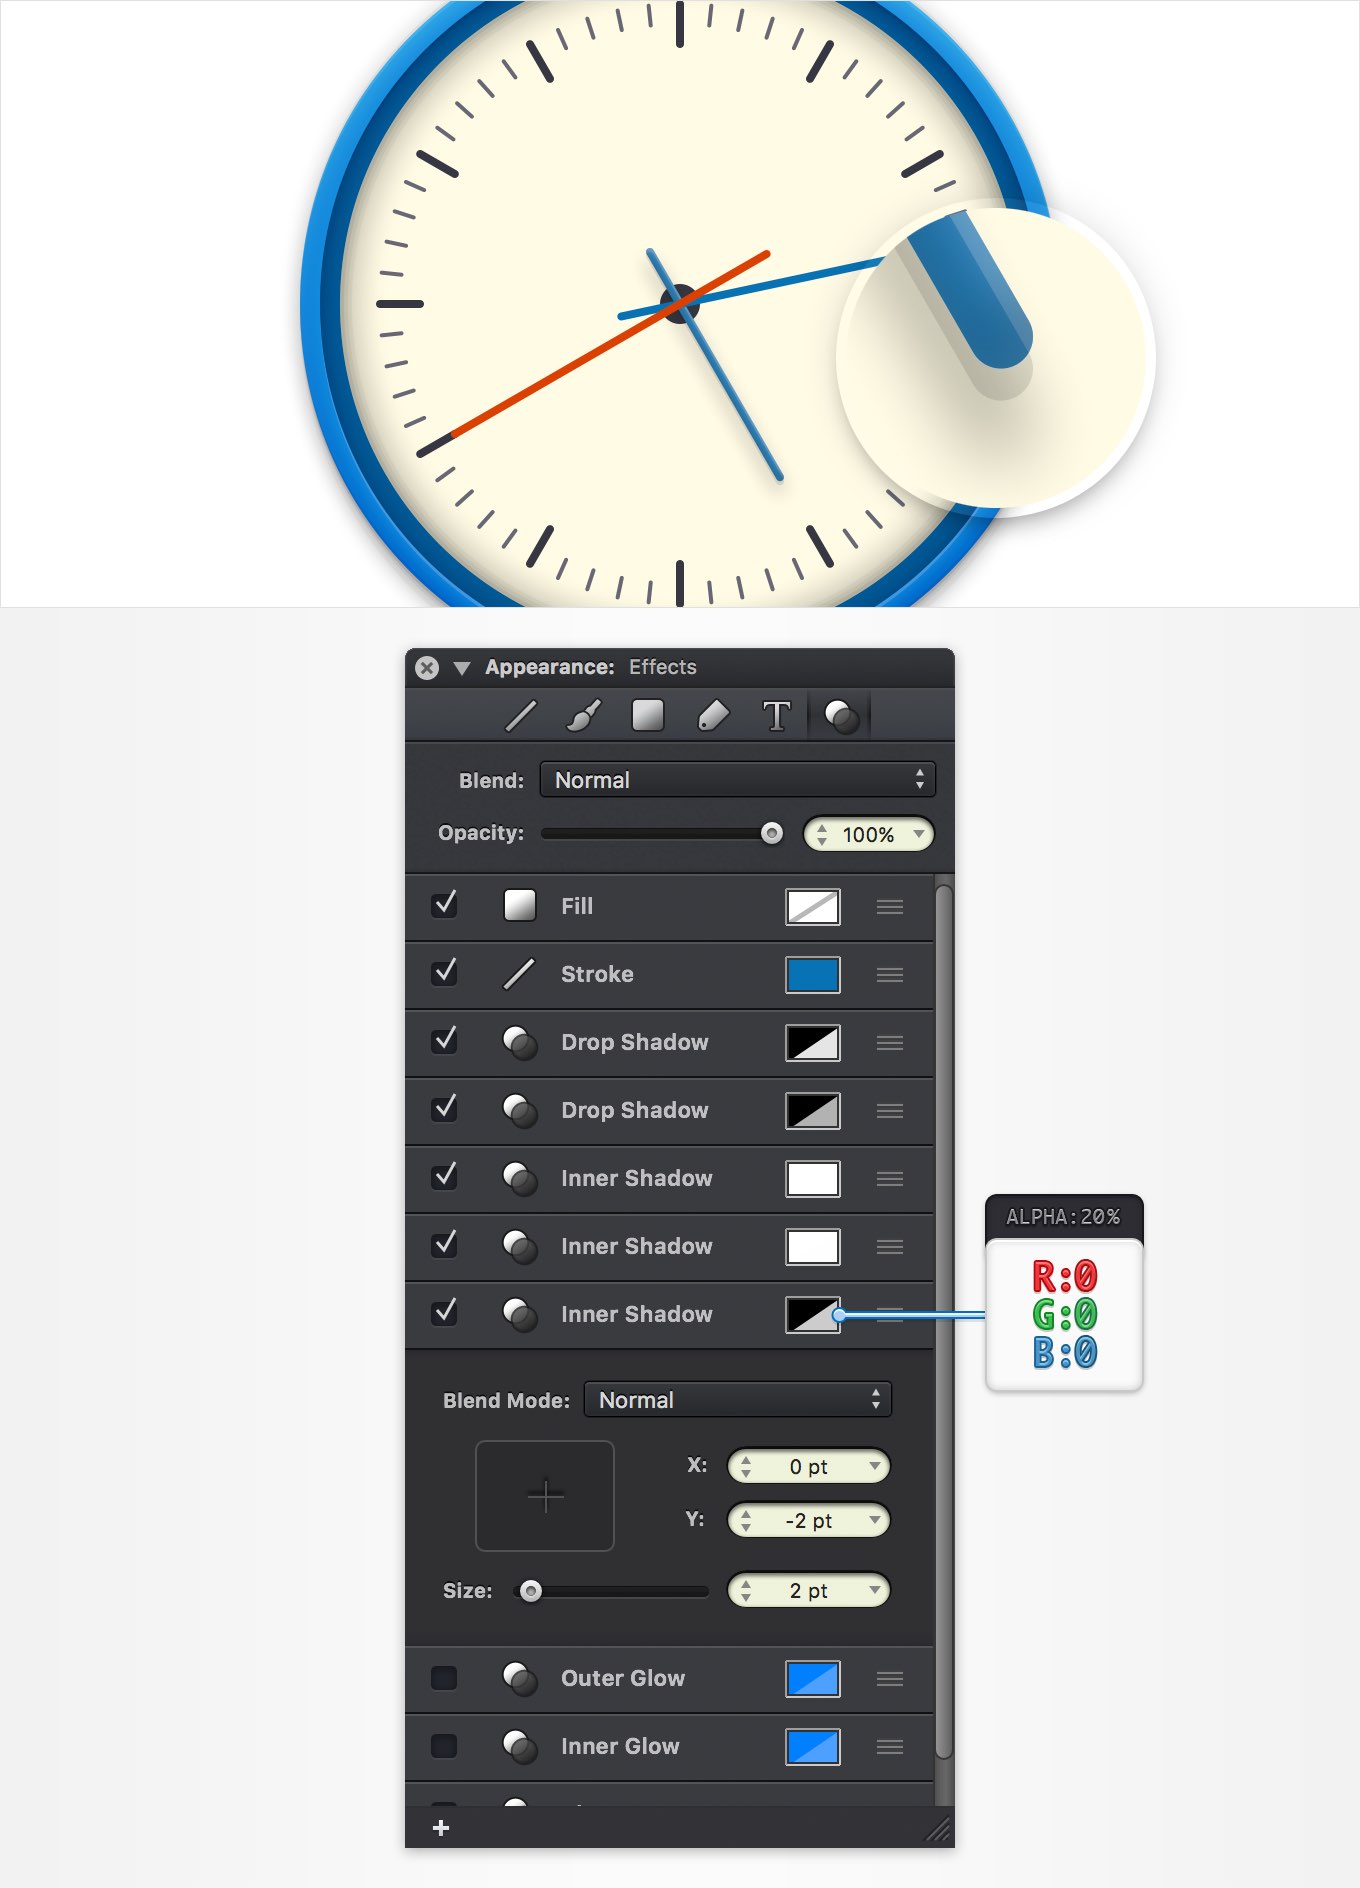 Appearance: Effects
T
Blend: Normal
Opacity: 100%
Fill
Stroke
Drop Shadow
Drop Shadow
Inner Shadow
Inner Shadow
Inner Shadow
ALPHA:20%
R:0
G:0
B:0
Blend Mode: Normal
X: 0 pt
Y: -2 pt
Size: 2 pt
Outer Glow
Inner Glow